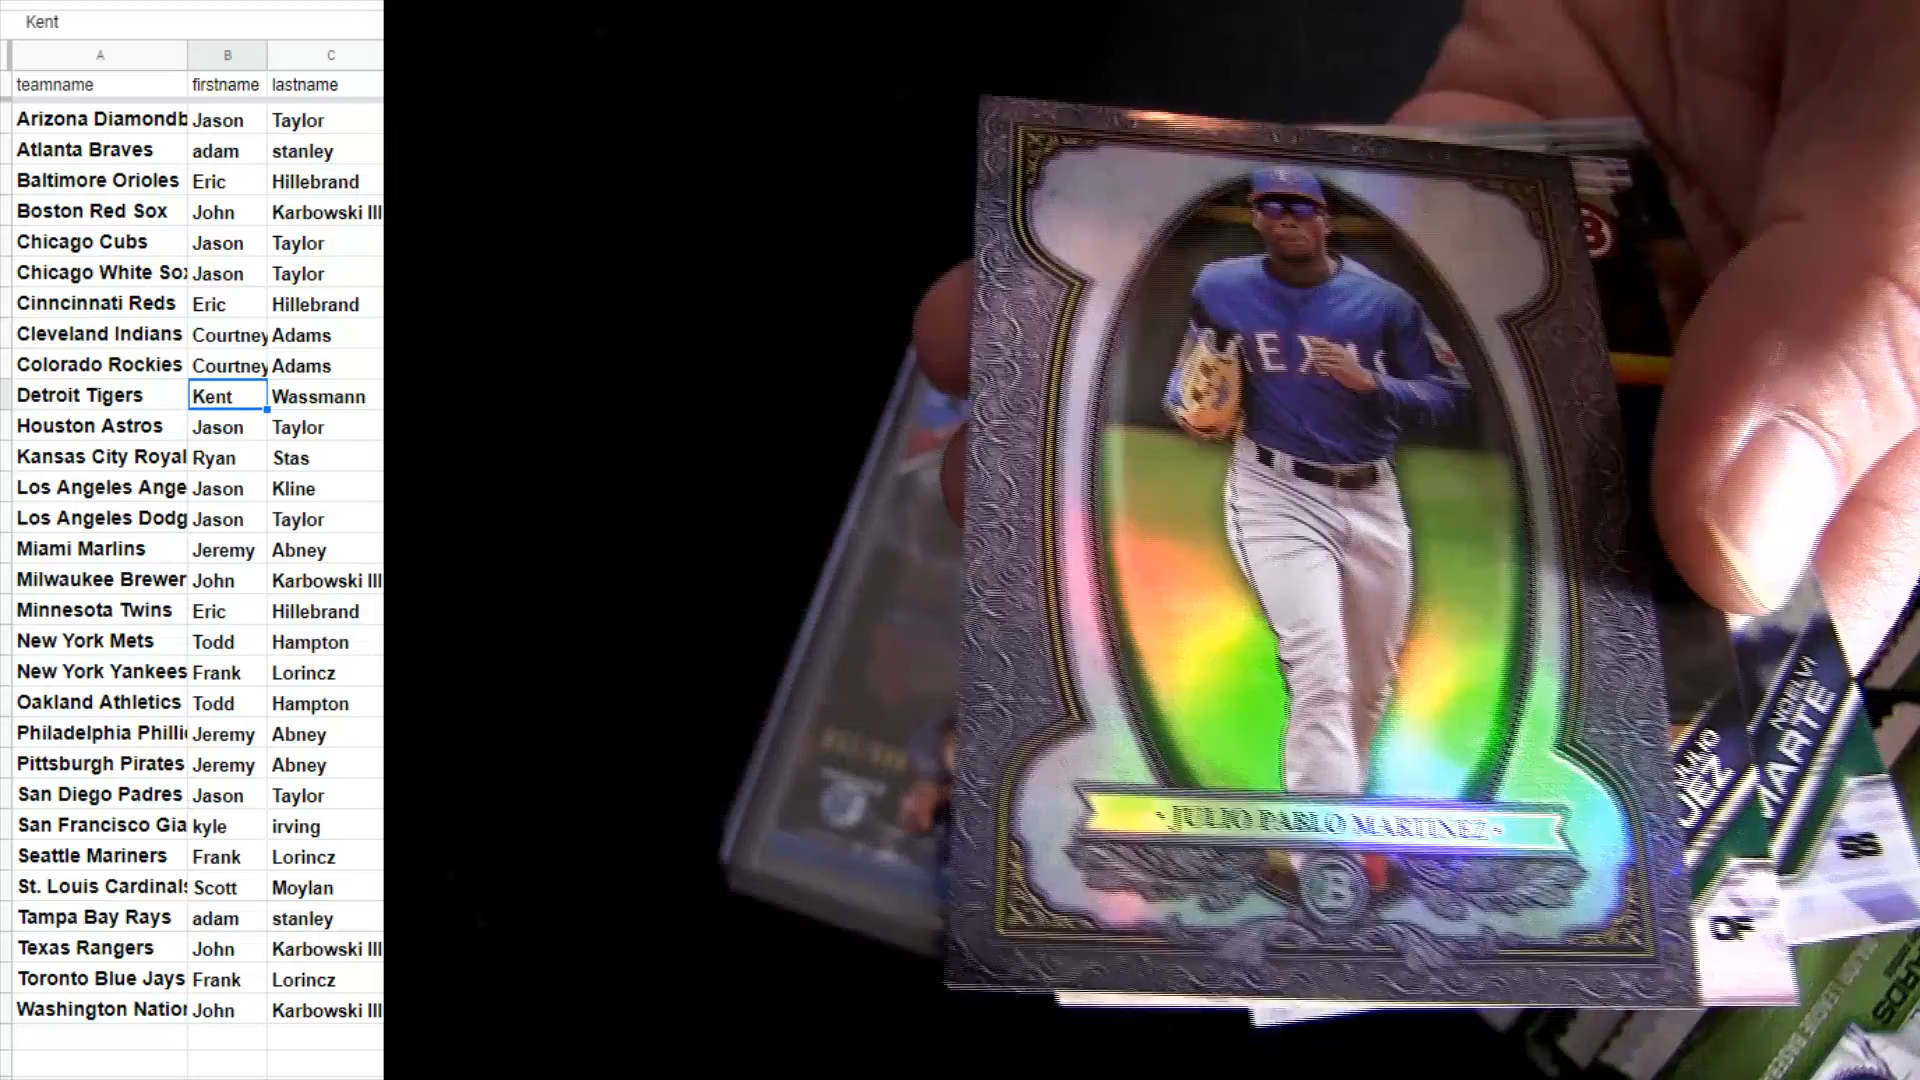 Kent
A B C
teamname firstname lastname
Arizona Diamondb Jason Taylor
Atlanta Braves adam stanley
Baltimore Orioles Eric Hillebrand
Boston Red Sox John Karbowski III
Chicago Cubs Jason Taylor
Chicago White Sox Jason Taylor
Cinncinnati Reds Eric Hillebrand
Cleveland Indians Courtney Adams
Colorado Rockies Courtney Adams
Detroit Tigers Kent Wassmann
Houston Astros Jason Taylor
Kansas City Royal Ryan Stas
Los Angeles Ange Jason Kline
Los Angeles Dodg Jason Taylor
Miami Marlins Jeremy Abney
Milwaukee Brewer John Karbowski III
Minnesota Twins Eric Hillebrand
New York Mets Todd Hampton
New York Yankees Frank Lorincz
Oakland Athletics Todd Hampton
Philadelphia Philli Jeremy Abney
Pittsburgh Pirates Jeremy Abney
San Diego Padres Jason Taylor
San Francisco Gia kyle irving
Seattle Mariners Frank Lorincz
St. Louis Cardinals Scott Moylan
Tampa Bay Rays adam stanley
Texas Rangers John Karbowski III
Toronto Blue Jays Frank Lorincz
Washington Nation John Karbowski III
TEXAS
·JULIO PABLO MARTINEZ·
B
NOELVI
MARTE